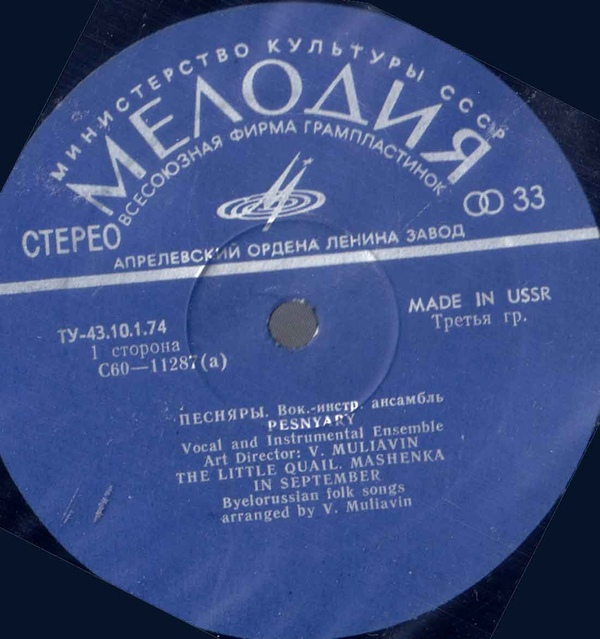 МИНИСТЕРСТВО КУЛЬТУРЫ СССР
МЕЛОДИЯ
ВСЕСОЮЗНАЯ ФИРМА ГРАМПЛАСТИНОК
СТЕРЕО
33
АПРЕЛЕВСКИЙ ОРДЕНА ЛЕНИНА ЗАВОД
ТУ-43.10.1.74
1 сторона
С60—11287(а)
MADE IN USSR
Третья гр.
ПЕСНЯРЫ. Вок.-инстр. ансамбль
PESNYARY
Vocal and Instrumental Ensemble
Art Director: V. MULIAVIN
THE LITTLE QUAIL. MASHENKA
IN SEPTEMBER
Byelorussian folk songs
arranged by V. Muliavin